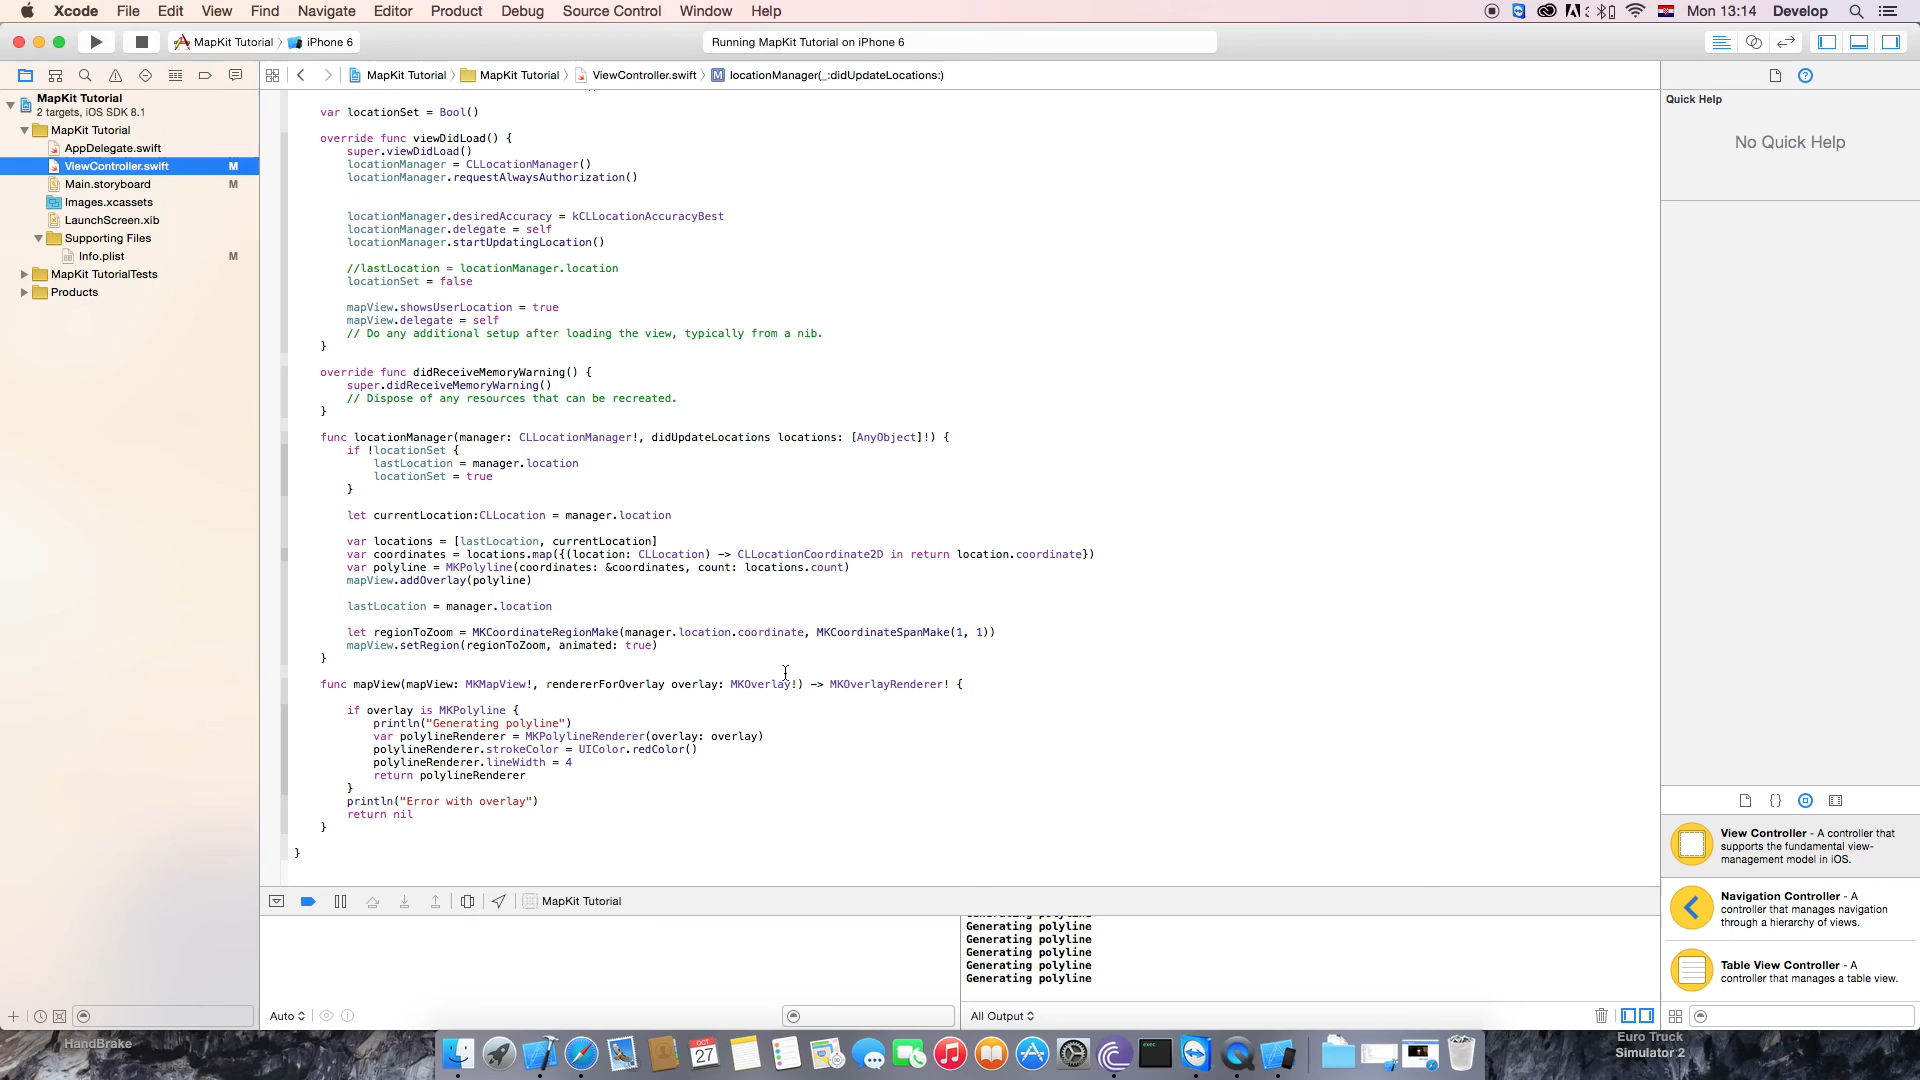 Xcode File Edit View Find Navigate Editor Product Debug Source Control Window Help Mon 13:14 Develop
MapKit Tutorial iPhone 6 Running MapKit Tutorial on iPhone 6
MapKit Tutorial MapKit Tutorial ViewController.swift M locationManager(_:didUpdateLocations:)
MapKit Tutorial
2 targets, iOS SDK 8.1
MapKit Tutorial
AppDelegate.swift
ViewController.swift M
Main.storyboard M
Images.xcassets
LaunchScreen.xib
Supporting Files
Info.plist M
MapKit TutorialTests
Products
var locationSet = Bool()
override func viewDidLoad() {
super.viewDidLoad()
locationManager = CLLocationManager()
locationManager.requestAlwaysAuthorization()
locationManager.desiredAccuracy = kCLLocationAccuracyBest
locationManager.delegate = self
locationManager.startUpdatingLocation()
//lastLocation = locationManager.location
locationSet = false
mapView.showsUserLocation = true
mapView.delegate = self
// Do any additional setup after loading the view, typically from a nib.
}
override func didReceiveMemoryWarning() {
super.didReceiveMemoryWarning()
// Dispose of any resources that can be recreated.
}
func locationManager(manager: CLLocationManager!, didUpdateLocations locations: [AnyObject]!) {
if !locationSet {
lastLocation = manager.location
locationSet = true
}
let currentLocation:CLLocation = manager.location
var locations = [lastLocation, currentLocation]
var coordinates = locations.map({(location: CLLocation) -> CLLocationCoordinate2D in return location.coordinate})
var polyline = MKPolyline(coordinates: &coordinates, count: locations.count)
mapView.addOverlay(polyline)
lastLocation = manager.location
let regionToZoom = MKCoordinateRegionMake(manager.location.coordinate, MKCoordinateSpanMake(1, 1))
mapView.setRegion(regionToZoom, animated: true)
}
func mapView(mapView: MKMapView!, rendererForOverlay overlay: MKOverlay!) -> MKOverlayRenderer! {
if overlay is MKPolyline {
println("Generating polyline")
var polylineRenderer = MKPolylineRenderer(overlay: overlay)
polylineRenderer.strokeColor = UIColor.redColor()
polylineRenderer.lineWidth = 4
return polylineRenderer
}
println("Error with overlay")
return nil
}
}
MapKit Tutorial
Generating polyline
Generating polyline
Generating polyline
Generating polyline
Generating polyline
Generating polyline
Auto
All Output
Quick Help
No Quick Help
View Controller - A controller that
supports the fundamental view-
management model in iOS.
Navigation Controller - A
controller that manages navigation
through a hierarchy of views.
Table View Controller - A
controller that manages a table view.
HandBrake
Euro Truck
Simulator 2
OCT
27
exec